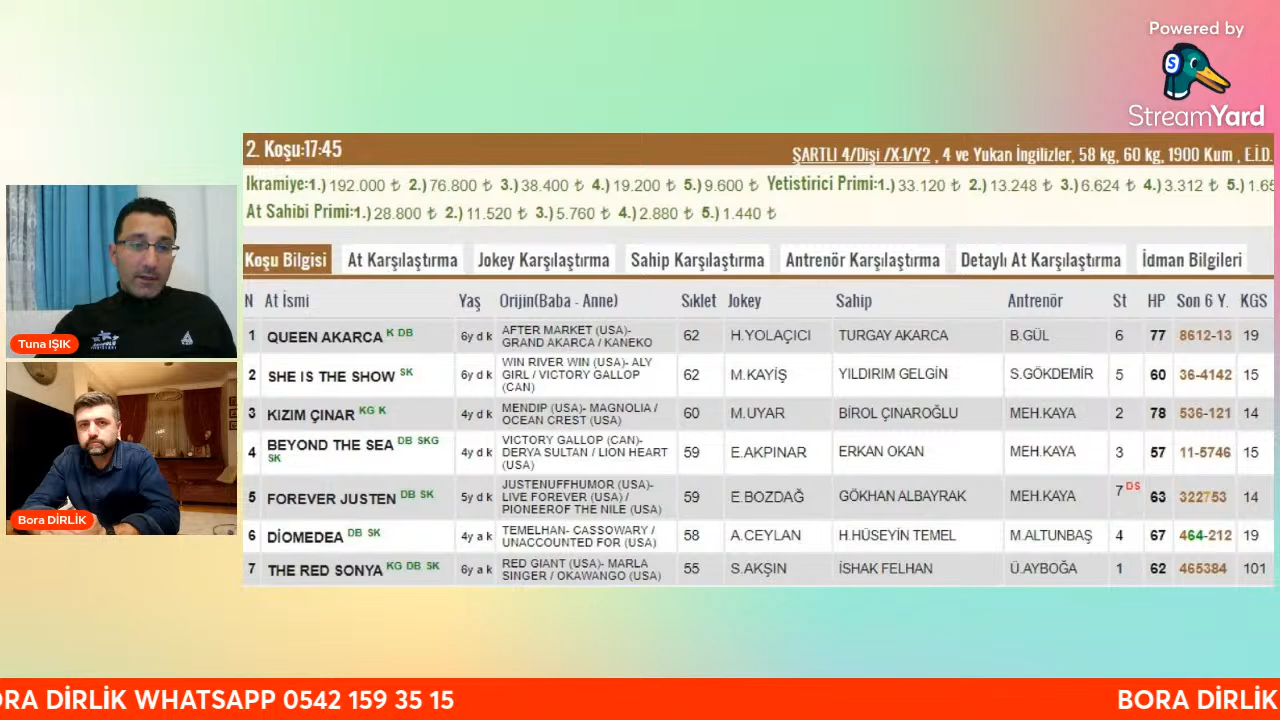 Powered by
StreamYard
2. Koşu:17:45
ŞARTLI 4/Dişi /X-1/Y2 , 4 ve Yukarı İngilizler, 58 kg, 60 kg, 1900 Kum , E.İ.D.
Ikramiye:1.) 192.000 ₺ 2.) 76.800 ₺ 3.) 38.400 ₺ 4.) 19.200 ₺ 5.) 9.600 ₺ Yetistirici Primi:1.) 33.120 ₺ 2.) 13.248 ₺ 3.) 6.624 ₺ 4.) 3.312 ₺ 5.) 1.65
At Sahibi Primi:1.) 28.800 ₺ 2.) 11.520 ₺ 3.) 5.760 ₺ 4.) 2.880 ₺ 5.) 1.440 ₺
Koşu Bilgisi At Karşılaştırma Jokey Karşılaştırma Sahip Karşılaştırma Antrenör Karşılaştırma Detaylı At Karşılaştırma İdman Bilgileri
N At İsmi Yaş Orijin(Baba - Anne) Sıklet Jokey Sahip Antrenör St HP Son 6 Y. KGS
1 QUEEN AKARCA K DB 6y d k AFTER MARKET (USA)- GRAND AKARCA / KANEKO 62 H.YOLAÇICI TURGAY AKARCA B.GÜL 6 77 8612-13 19
2 SHE IS THE SHOW SK 6y d k WIN RIVER WIN (USA)- ALY GIRL / VICTORY GALLOP (CAN) 62 M.KAYİŞ YILDIRIM GELGİN S.GÖKDEMİR 5 60 36-4142 15
3 KIZIM ÇINAR KG K 4y d k MENDIP (USA)- MAGNOLIA / OCEAN CREST (USA) 60 M.UYAR BİROL ÇINAROĞLU MEH.KAYA 2 78 536-121 14
4 BEYOND THE SEA DB SKG SK 4y d k VICTORY GALLOP (CAN)- DERYA SULTAN / LION HEART (USA) 59 E.AKPINAR ERKAN OKAN MEH.KAYA 3 57 11-5746 15
5 FOREVER JUSTEN DB SK 5y d k JUSTENUFFHUMOR (USA)- LIVE FOREVER (USA) / PIONEEROF THE NILE (USA) 59 E.BOZDAĞ GÖKHAN ALBAYRAK MEH.KAYA 7 DS 63 322753 14
6 DİOMEDEA DB SK 4y a k TEMELHAN- CASSOWARY / UNACCOUNTED FOR (USA) 58 A.CEYLAN H.HÜSEYİN TEMEL M.ALTUNBAŞ 4 67 464-212 19
7 THE RED SONYA KG DB SK 6y a k RED GIANT (USA)- MARLA SINGER / OKAWANGO (USA) 55 S.AKŞIN İSHAK FELHAN Ü.AYBOĞA 1 62 465384 101
Tuna IŞIK
Bora DİRLİK
ORA DİRLİK WHATSAPP 0542 159 35 15 BORA DİRLİK